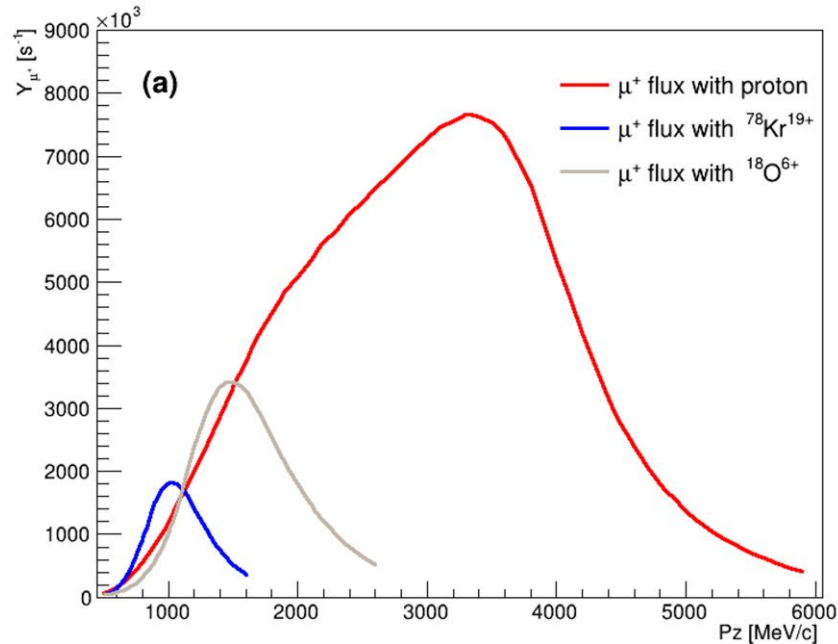 ×10³
Y_μ⁺ [s⁻¹]
(a)
μ⁺ flux with proton
μ⁺ flux with ⁷⁸Kr¹⁹⁺
μ⁺ flux with ¹⁸O⁶⁺
9000
8000
7000
6000
5000
4000
3000
2000
1000
0
1000 2000 3000 4000 5000 6000
Pz [MeV/c]